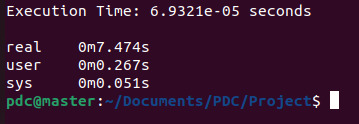 Execution Time: 6.9321e-05 seconds
real    0m7.474s
user    0m0.267s
sys     0m0.051s
pdc@master:~/Documents/PDC/Project$